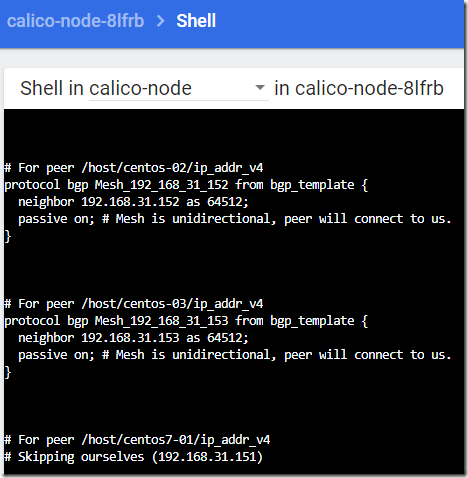 calico-node-8lfrb > Shell
Shell in calico-node in calico-node-8lfrb
# For peer /host/centos-02/ip_addr_v4
protocol bgp Mesh_192_168_31_152 from bgp_template {
  neighbor 192.168.31.152 as 64512;
  passive on; # Mesh is unidirectional, peer will connect to us.
}
# For peer /host/centos-03/ip_addr_v4
protocol bgp Mesh_192_168_31_153 from bgp_template {
  neighbor 192.168.31.153 as 64512;
  passive on; # Mesh is unidirectional, peer will connect to us.
}
# For peer /host/centos7-01/ip_addr_v4
# Skipping ourselves (192.168.31.151)